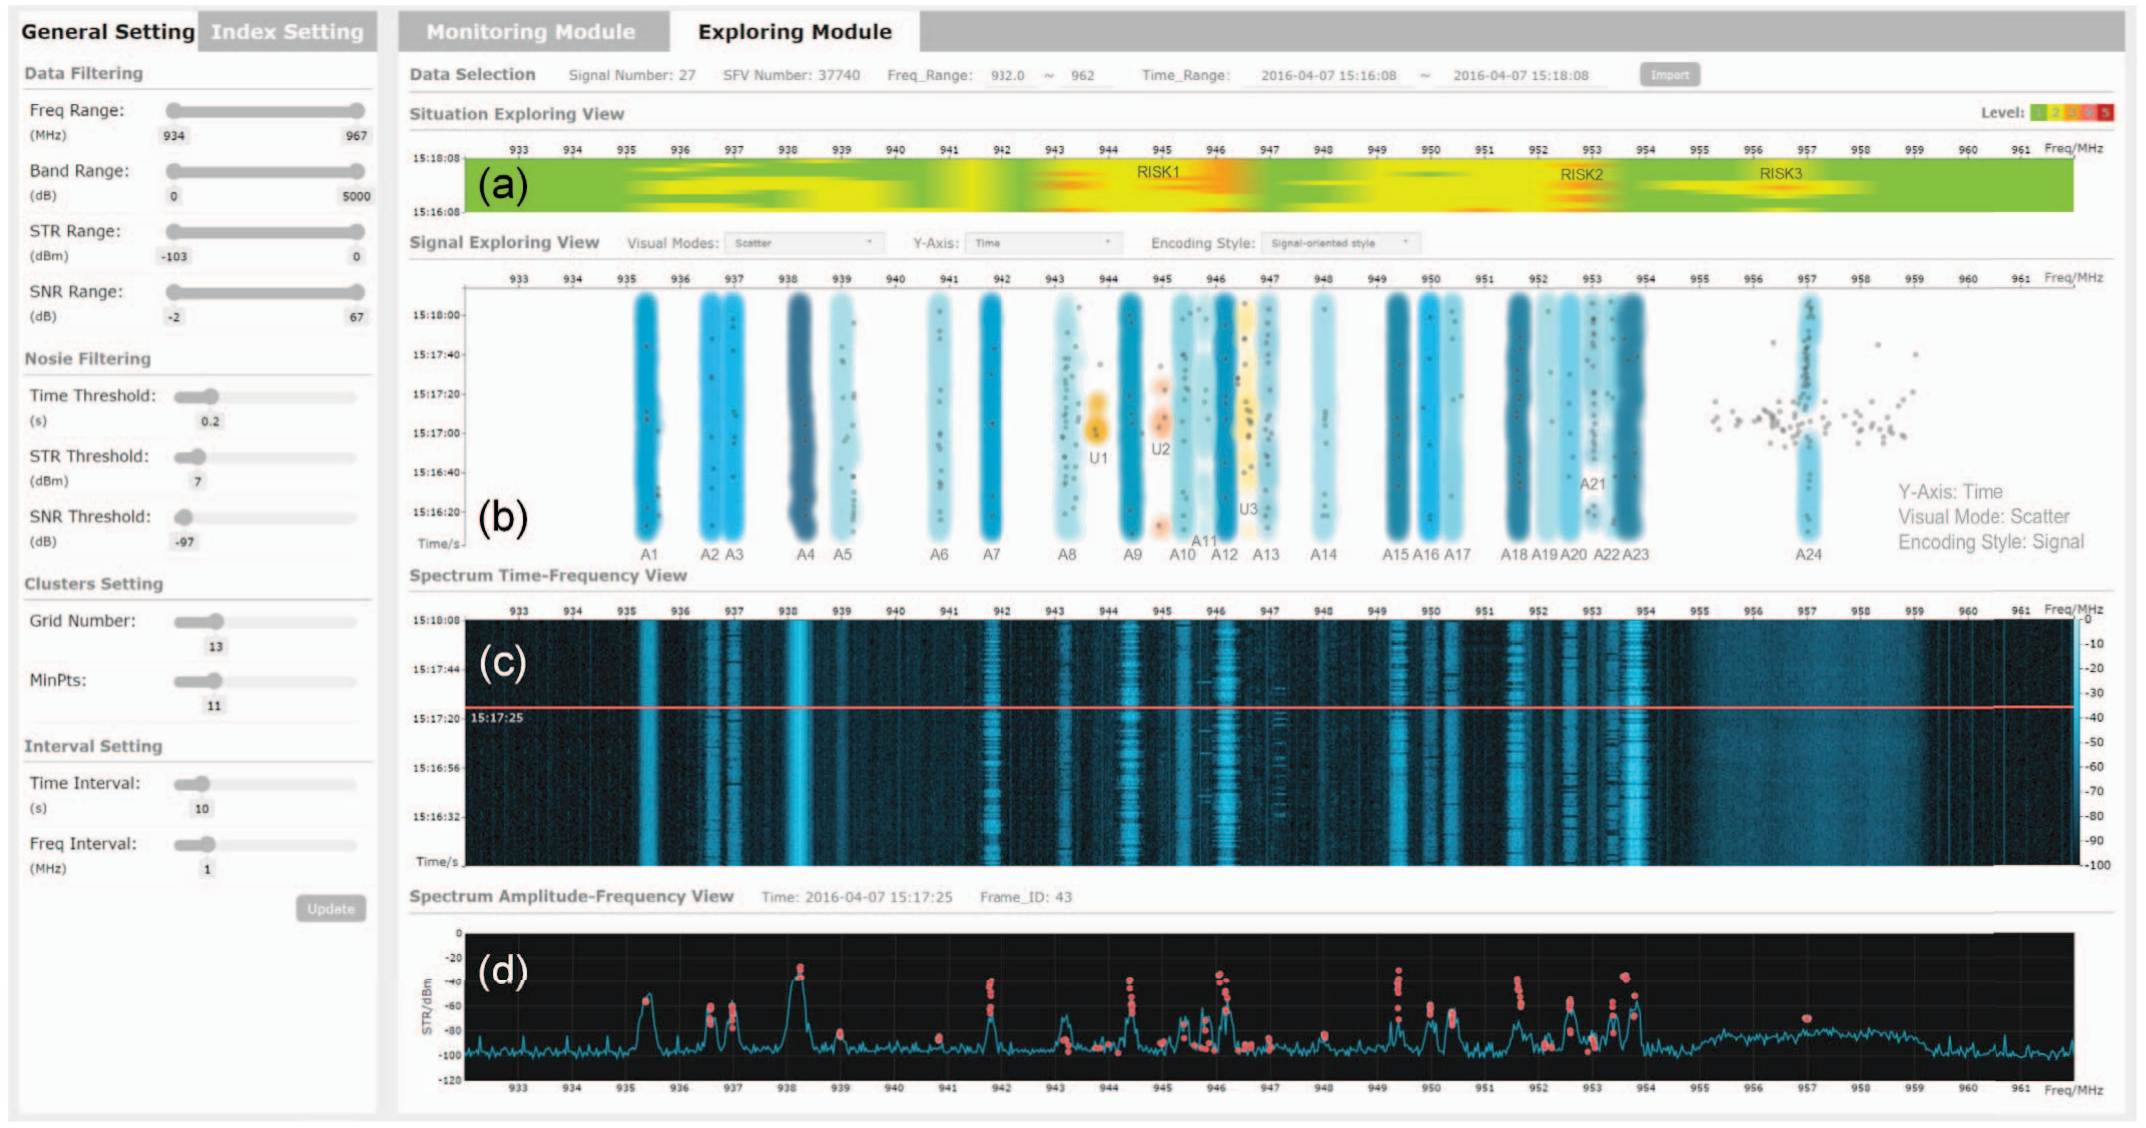 General Setting Index Setting
Data Filtering
Freq Range:
(MHz) 934 967
Band Range:
(dB) 0 5000
STR Range:
(dBm) -103 0
SNR Range:
(dB) -2 67
Nosie Filtering
Time Threshold:
(s) 0.2
STR Threshold:
(dBm) 7
SNR Threshold:
(dB) -97
Clusters Setting
Grid Number:
13
MinPts:
11
Interval Setting
Time Interval:
(s) 10
Freq Interval:
(MHz) 1
Update
Monitoring Module Exploring Module
Data Selection Signal Number: 27 SFV Number: 37740 Freq_Range: 932.0 ~ 962 Time_Range: 2016-04-07 15:16:08 ~ 2016-04-07 15:18:08 Import
Situation Exploring View Level: 1 2 3 4 5
933 934 935 936 937 938 939 940 941 942 943 944 945 946 947 948 949 950 951 952 953 954 955 956 957 958 959 960 961 Freq/MHz
15:18:08
(a) RISK1 RISK2 RISK3
15:16:08
Signal Exploring View Visual Modes: Scatter Y-Axis: Time Encoding Style: Signal-oriented style
933 934 935 936 937 938 939 940 941 942 943 944 945 946 947 948 949 950 951 952 953 954 955 956 957 958 959 960 961 Freq/MHz
15:18:00
15:17:40
15:17:20
15:17:00
U1 U2
15:16:40
A21
Y-Axis: Time
15:16:20 (b) U3 Visual Mode: Scatter
Time/s A11 Encoding Style: Signal
A1 A2 A3 A4 A5 A6 A7 A8 A9 A10 A12 A13 A14 A15 A16 A17 A18 A19 A20 A22 A23 A24
Spectrum Time-Frequency View
933 934 935 936 937 938 939 940 941 942 943 944 945 946 947 948 949 950 951 952 953 954 955 956 957 958 959 960 961 Freq/MHz
15:18:08 0
-10
(c)
15:17:44 -20
-30
15:17:20 15:17:25 -40
-50
15:16:56 -60
-70
15:16:32 -80
-90
Time/s -100
Spectrum Amplitude-Frequency View Time: 2016-04-07 15:17:25 Frame_ID: 43
0
-20
(d)
-40
STR/dBm
-60
-80
-100
-120
933 934 935 936 937 938 939 940 941 942 943 944 945 946 947 948 949 950 951 952 953 954 955 956 957 958 959 960 961 Freq/MHz